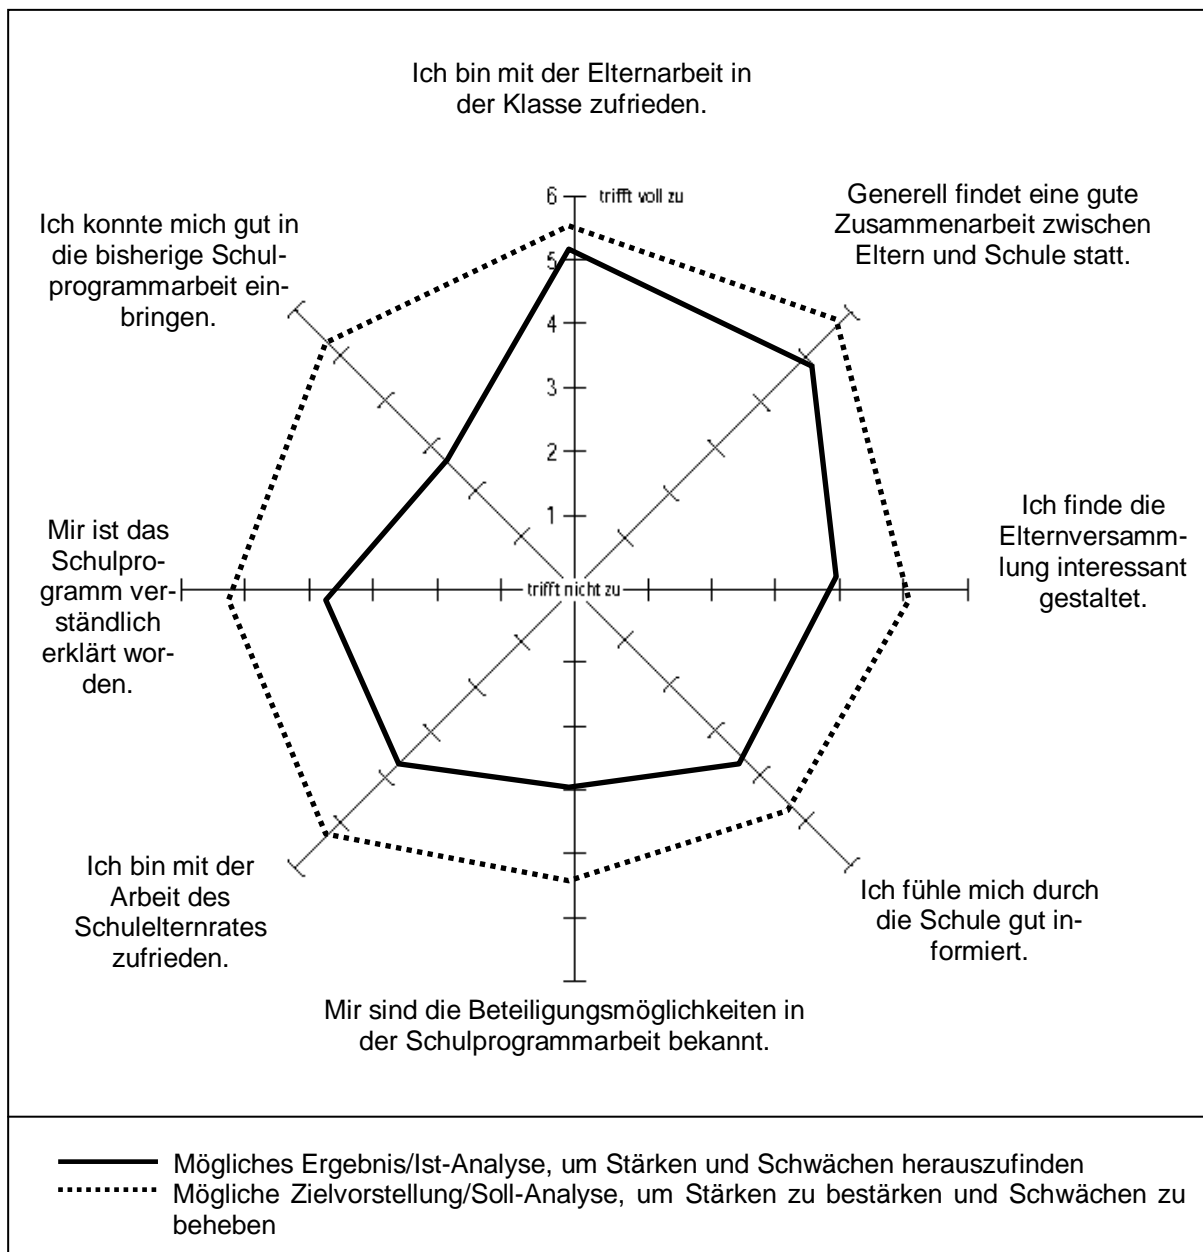 Ich bin mit der Elternarbeit in
der Klasse zufrieden.
6 trifft voll zu
Generell findet eine gute
Zusammenarbeit zwischen
Eltern und Schule statt.
Ich konnte mich gut in
die bisherige Schul-
programmarbeit ein-
bringen.
5
4
3
2
1
trifft nicht zu
Ich finde die
Elternversamm-
lung interessant
gestaltet.
Mir ist das
Schulpro-
gramm ver-
ständlich
erklärt wor-
den.
Ich bin mit der
Arbeit des
Schulelternrates
zufrieden.
Ich fühle mich durch
die Schule gut in-
formiert.
Mir sind die Beteiligungsmöglichkeiten in
der Schulprogrammarbeit bekannt.
Mögliches Ergebnis/Ist-Analyse, um Stärken und Schwächen herauszufinden
Mögliche Zielvorstellung/Soll-Analyse, um Stärken zu bestärken und Schwächen zu
beheben